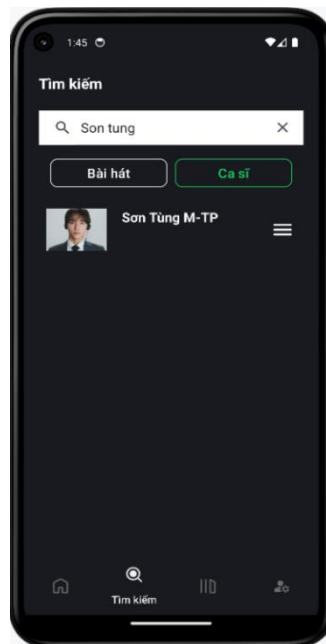 1:45
Tìm kiếm
Son tung
Bài hát
Ca sĩ
Sơn Tùng M-TP
Tìm kiếm